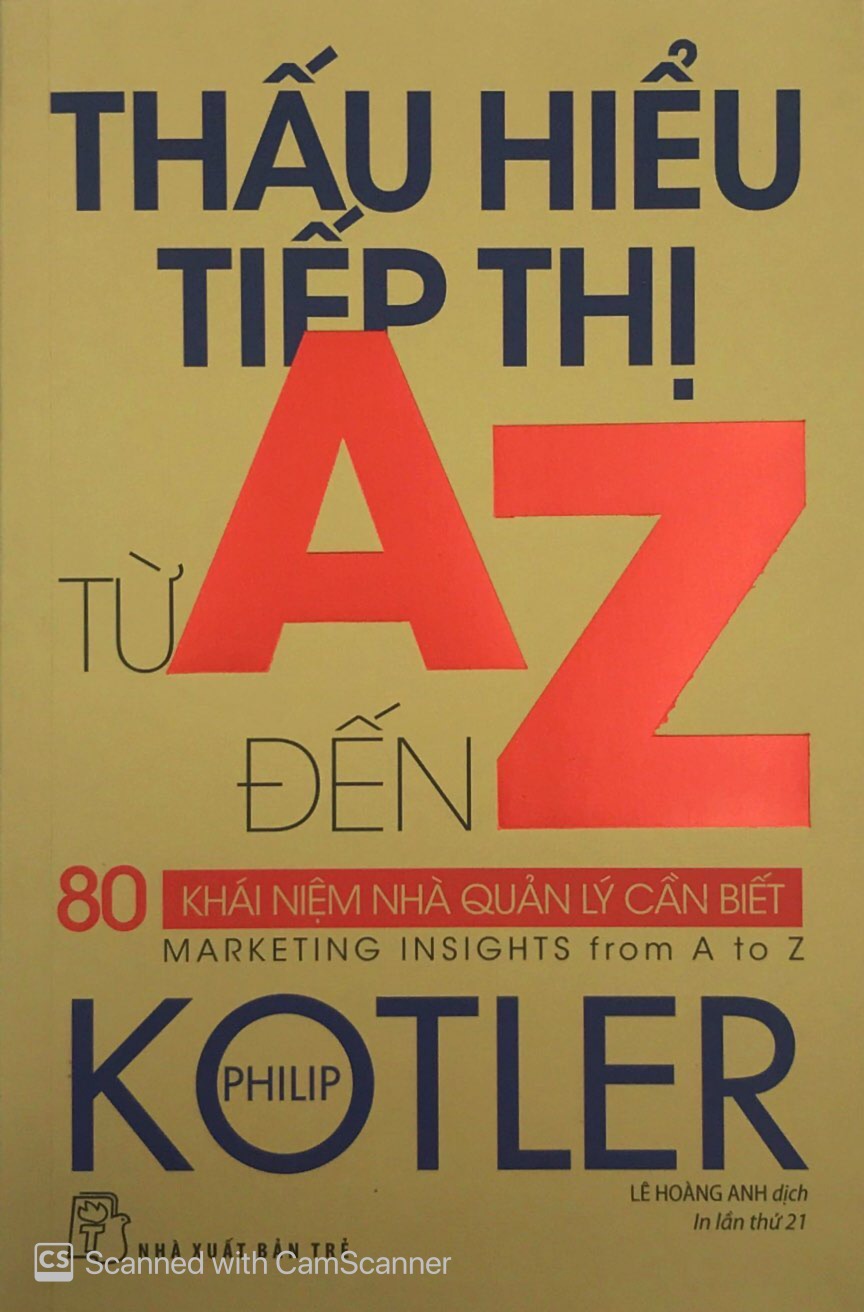 THẤU HIỂU
TIẾP THỊ
TỪ A
ĐẾN Z
80 KHÁI NIỆM NHÀ QUẢN LÝ CẦN BIẾT
MARKETING INSIGHTS from A to Z
PHILIP
KOTLER
LÊ HOÀNG ANH dịch
In lần thứ 21
T
NHÀ XUẤT BẢN TRẺ
CS Scanned with CamScanner